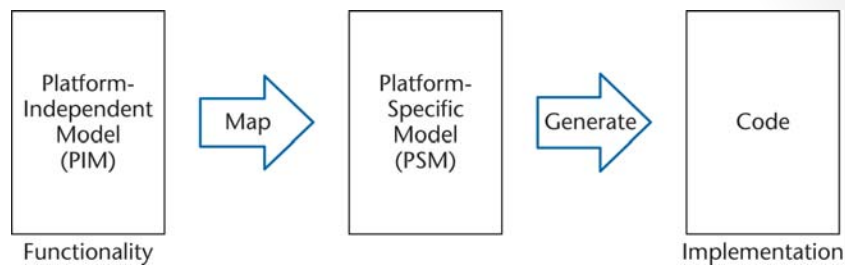 Platform-
Independent
Model
(PIM)
Map
Platform-
Specific
Model
(PSM)
Generate
Code
Functionality
Implementation